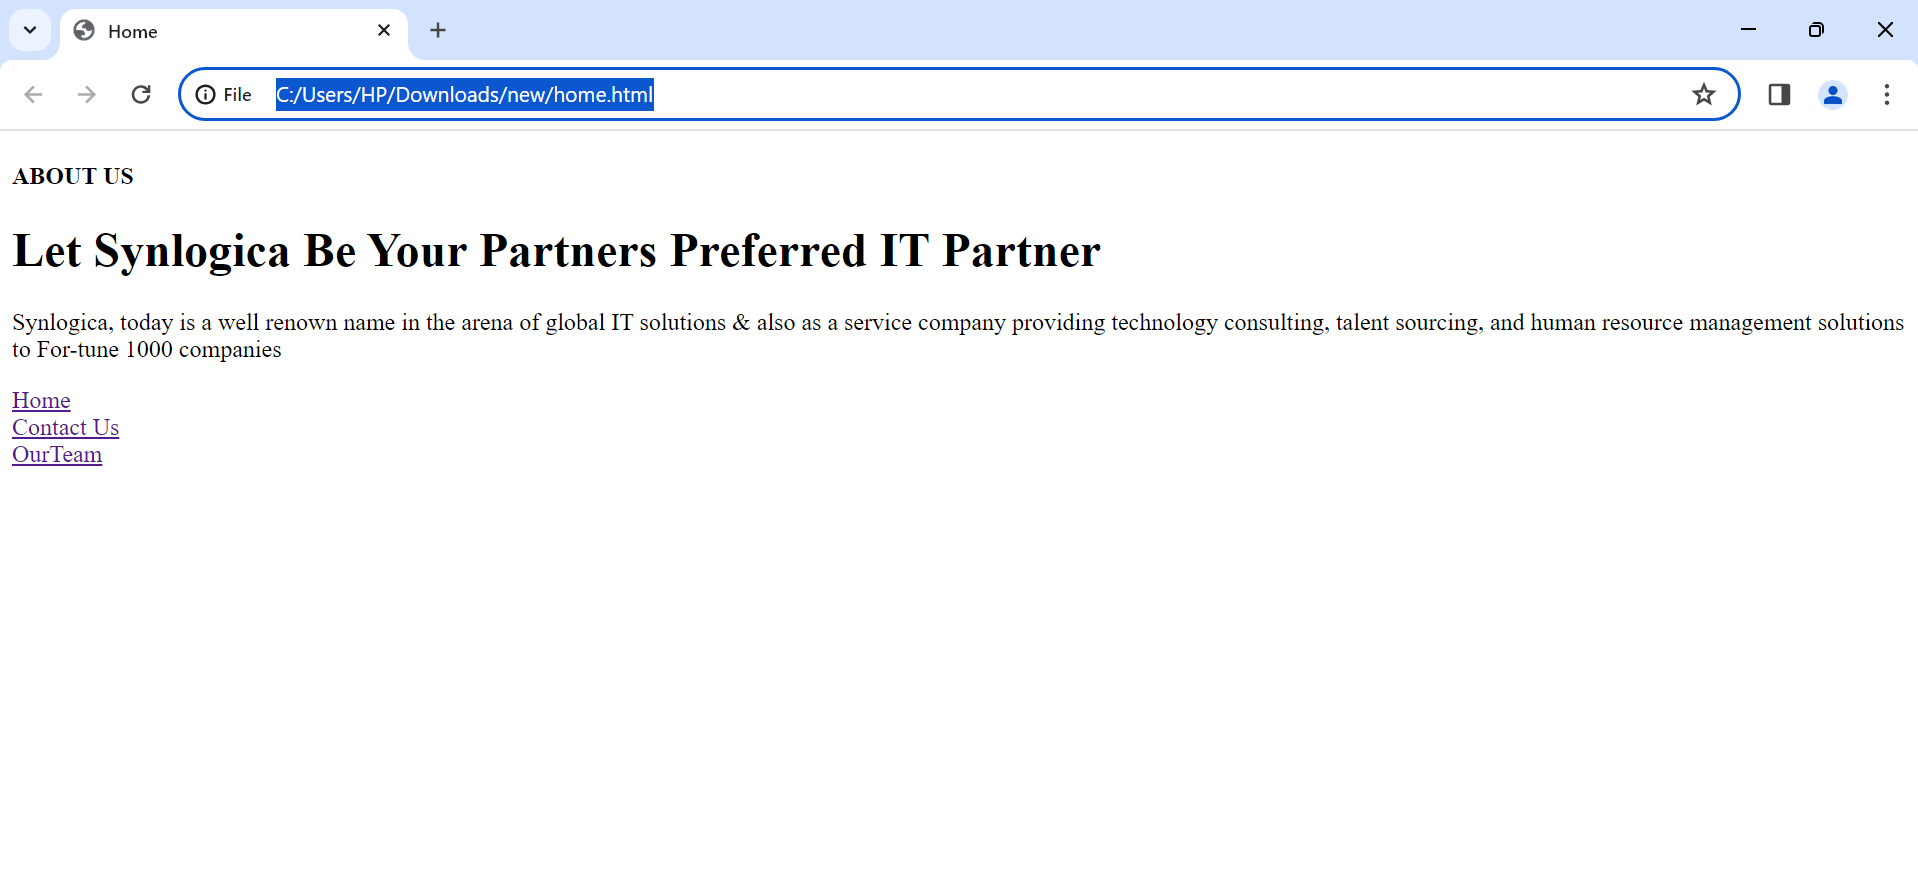 Home
File C:/Users/HP/Downloads/new/home.html
ABOUT US
Let Synlogica Be Your Partners Preferred IT Partner
Synlogica, today is a well renown name in the arena of global IT solutions & also as a service company providing technology consulting, talent sourcing, and human resource management solutions
to For-tune 1000 companies
Home
Contact Us
OurTeam